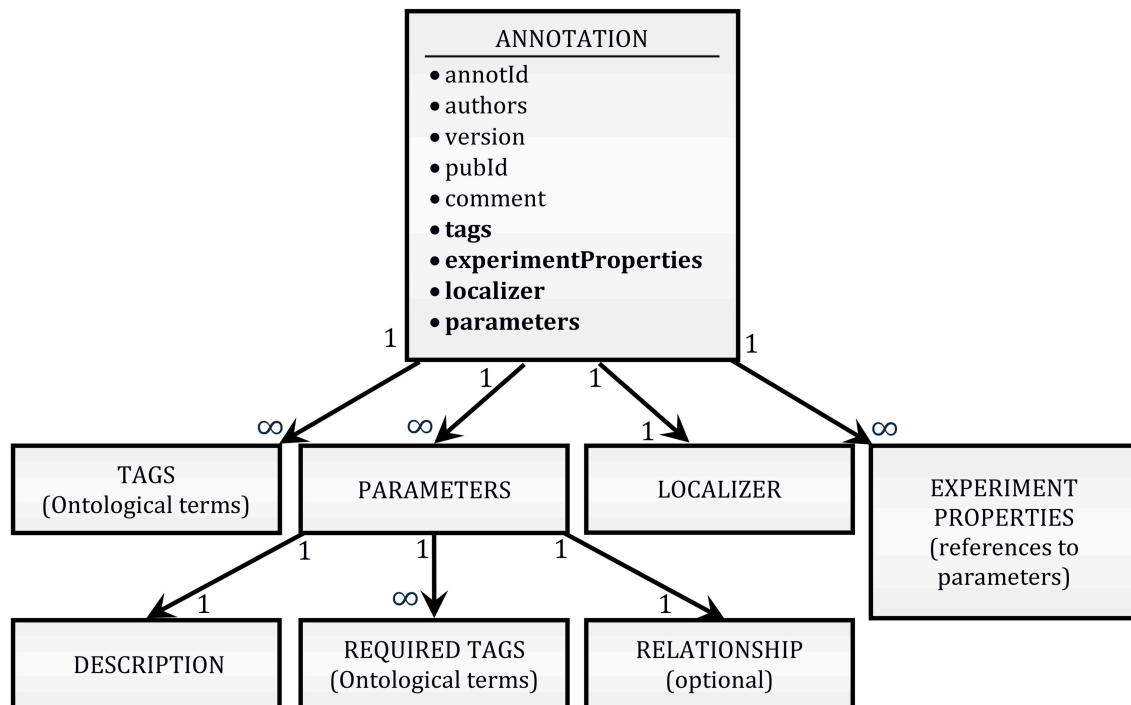 ANNOTATION
• annotId
• authors
• version
• pubId
• comment
• tags
• experimentProperties
• localizer
• parameters
1
1
1
1
∞
∞
1
∞
TAGS
(Ontological terms)
PARAMETERS
LOCALIZER
EXPERIMENT
PROPERTIES
(references to
parameters)
1
1
1
1
∞
1
DESCRIPTION
REQUIRED TAGS
(Ontological terms)
RELATIONSHIP
(optional)